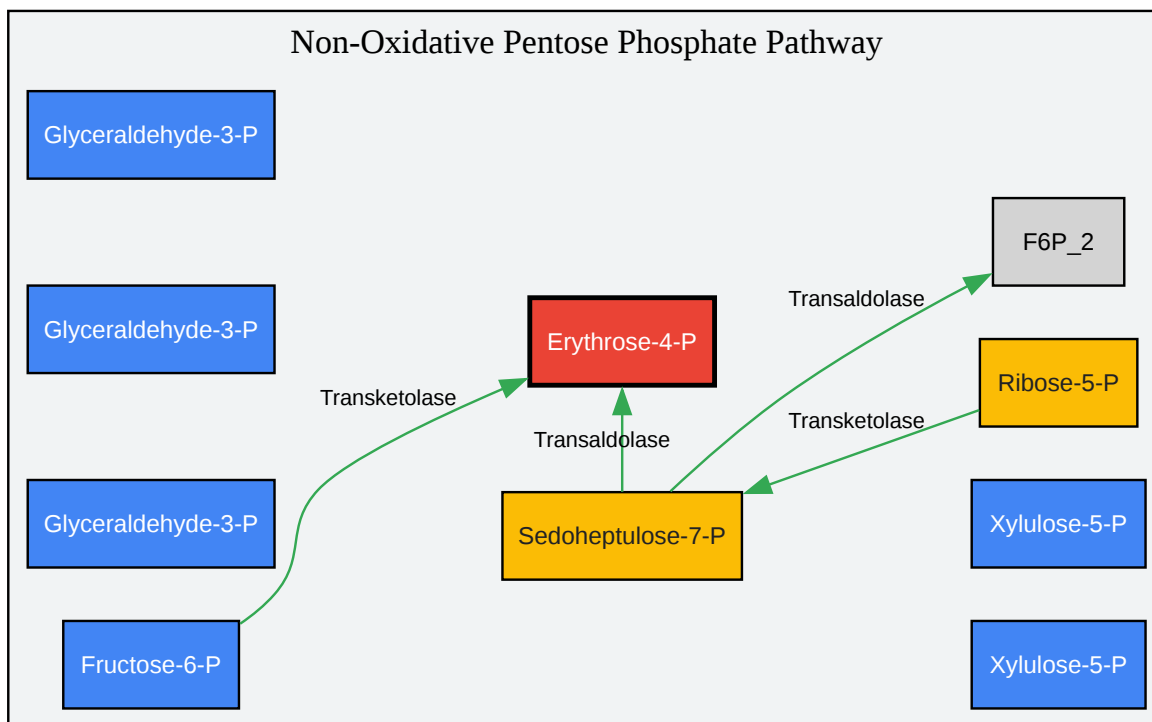 Non-Oxidative Pentose Phosphate Pathway
Glyceraldehyde-3-P
F6P_2
Transaldolase
Glyceraldehyde-3-P
Erythrose-4-P
Ribose-5-P
Transketolase
Transketolase
Transaldolase
Glyceraldehyde-3-P
Sedoheptulose-7-P
Xylulose-5-P
Fructose-6-P
Xylulose-5-P